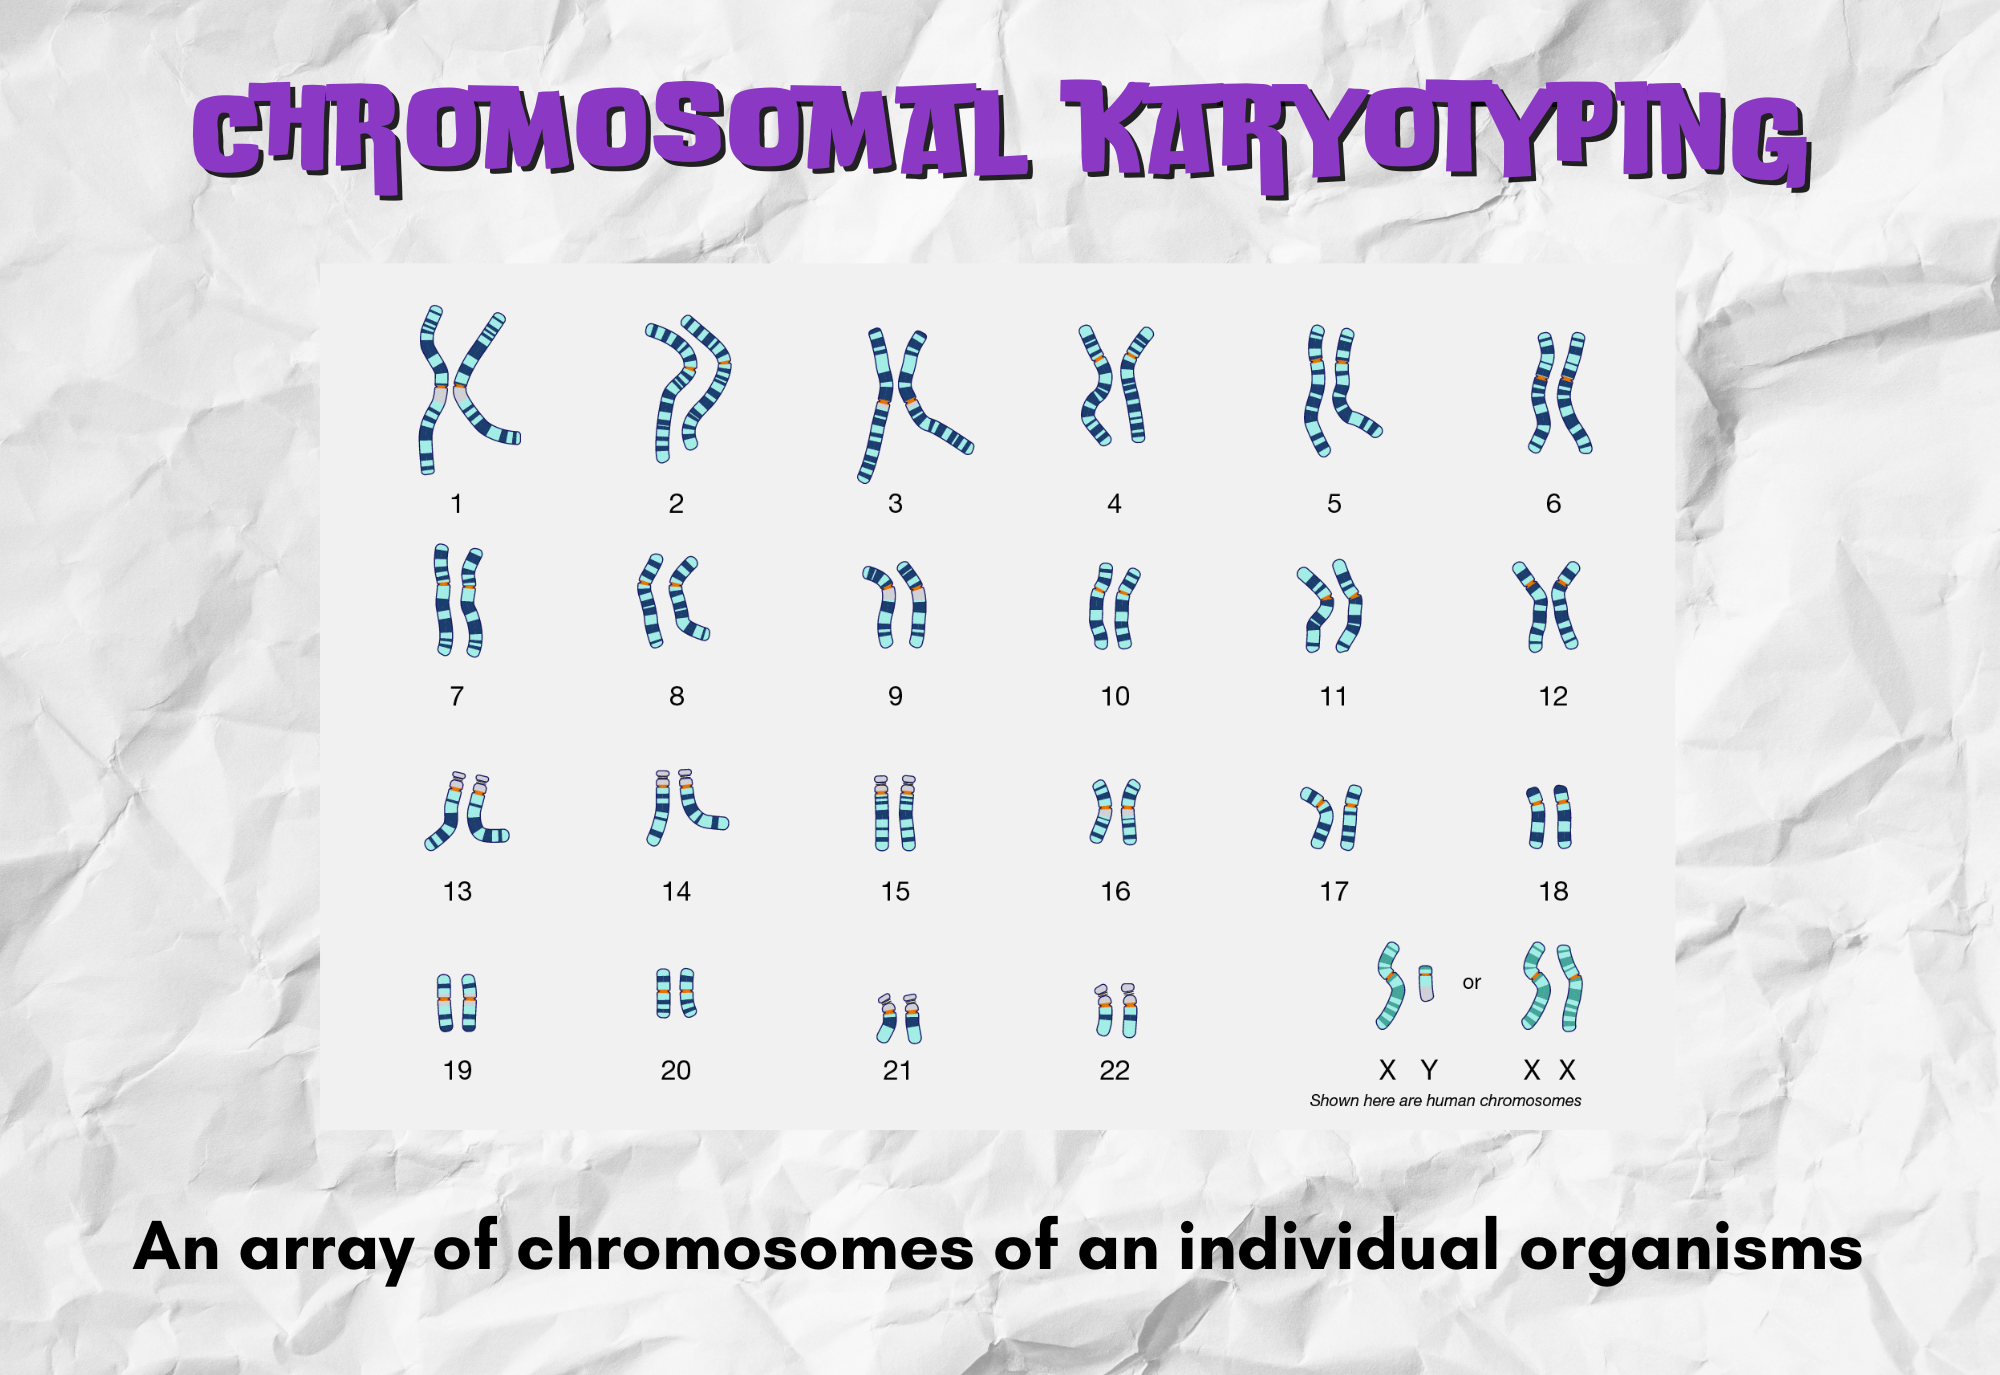 CHROMOSOMAL KARYOTYPING
1 2 3 4 5 6
7 8 9 10 11 12
13 14 15 16 17 18
or
19 20 21 22 X Y X X
Shown here are human chromosomes
An array of chromosomes of an individual organisms